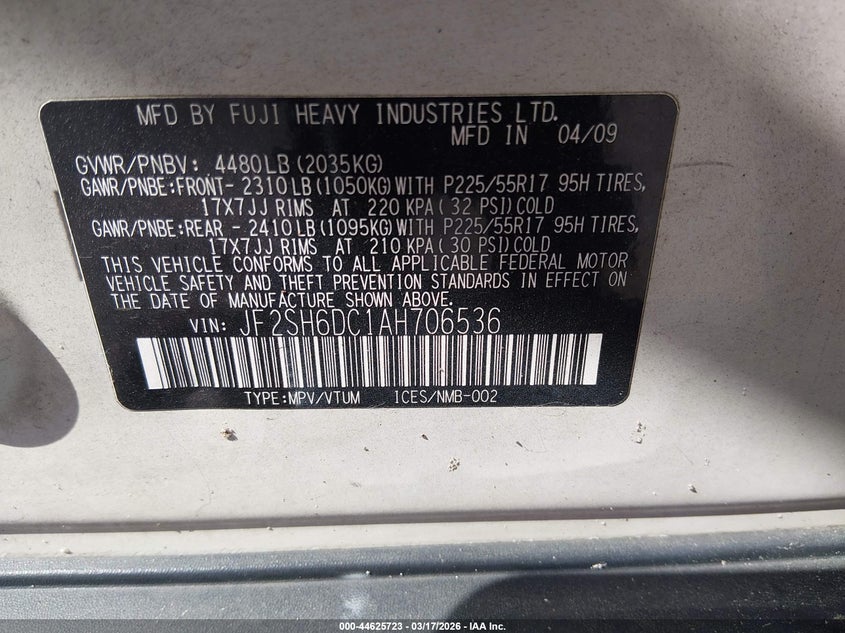 MFD BY FUJI HEAVY INDUSTRIES LTD.
MFD IN 04/09
GVWR/PNBV: 4480LB (2035KG)
GAWR/PNBE:FRONT- 2310 LB (1050KG) WITH P225/55R17 95H TIRES,
17X7JJ RIMS AT 220 KPA ( 32 PSI) COLD
GAWR/PNBE:REAR - 2410 LB (1095KG) WITH P225/55R17 95H TIRES,
17X7JJ RIMS AT 210 KPA ( 30 PSI) COLD
THIS VEHICLE CONFORMS TO ALL APPLICABLE FEDERAL MOTOR
VEHICLE SAFETY AND THEFT PREVENTION STANDARDS IN EFFECT ON
THE DATE OF MANUFACTURE SHOWN ABOVE.
VIN: JF2SH6DC1AH706536
TYPE:MPV/VTUM ICES/NMB-002
000-44625723 - 03/17/2026 - IAA Inc.